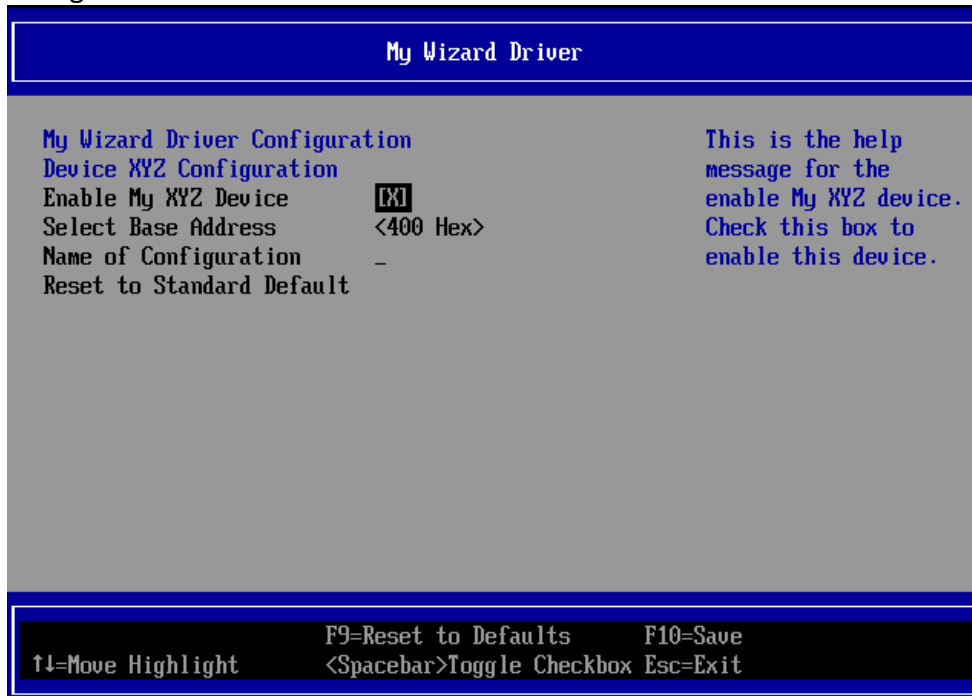 My Wizard Driver
My Wizard Driver Configuration
Device XYZ Configuration
Enable My XYZ Device [X]
Select Base Address <400 Hex>
Name of Configuration _
Reset to Standard Default
This is the help
message for the
enable My XYZ device.
Check this box to
enable this device.
F9=Reset to Defaults F10=Save
↑↓=Move Highlight <Spacebar>Toggle Checkbox Esc=Exit